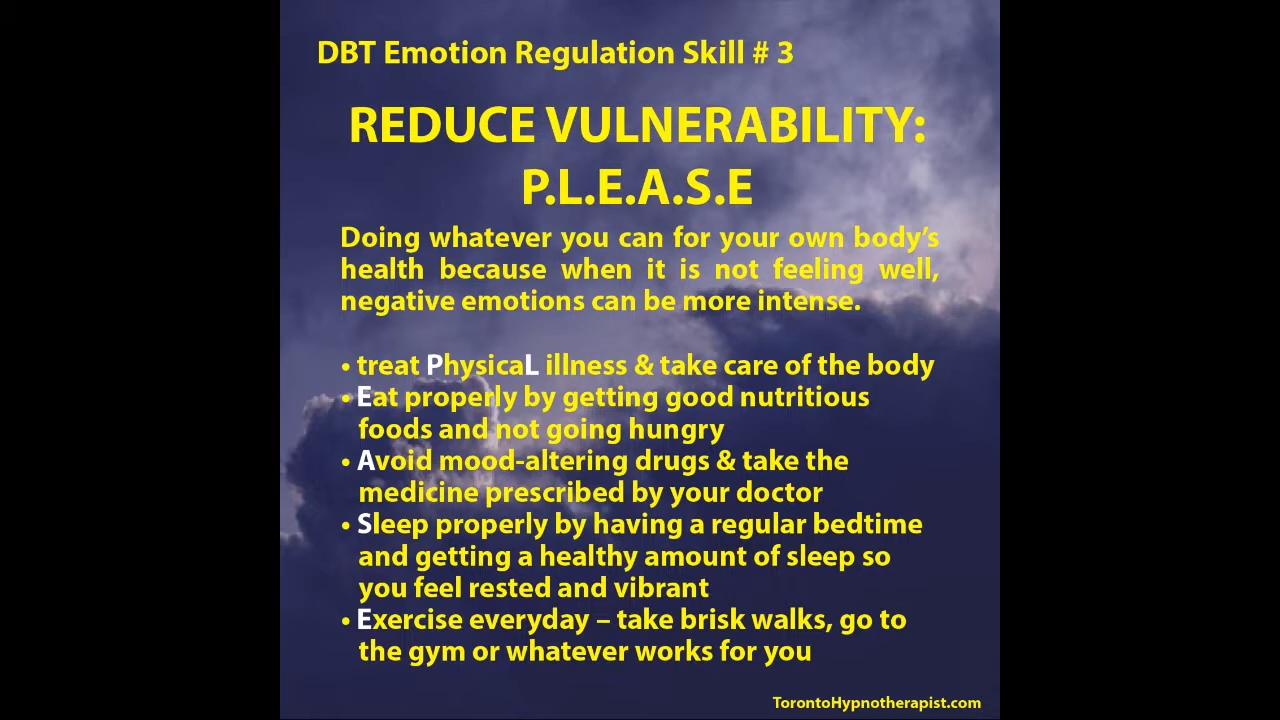 DBT Emotion Regulation Skill # 3
REDUCE VULNERABILITY:
P.L.E.A.S.E
Doing whatever you can for your own body’s
health because when it is not feeling well,
negative emotions can be more intense.
• treat PhysicaL illness & take care of the body
• Eat properly by getting good nutritious
foods and not going hungry
• Avoid mood-altering drugs & take the
medicine prescribed by your doctor
• Sleep properly by having a regular bedtime
and getting a healthy amount of sleep so
you feel rested and vibrant
• Exercise everyday – take brisk walks, go to
the gym or whatever works for you
TorontoHypnotherapist.com